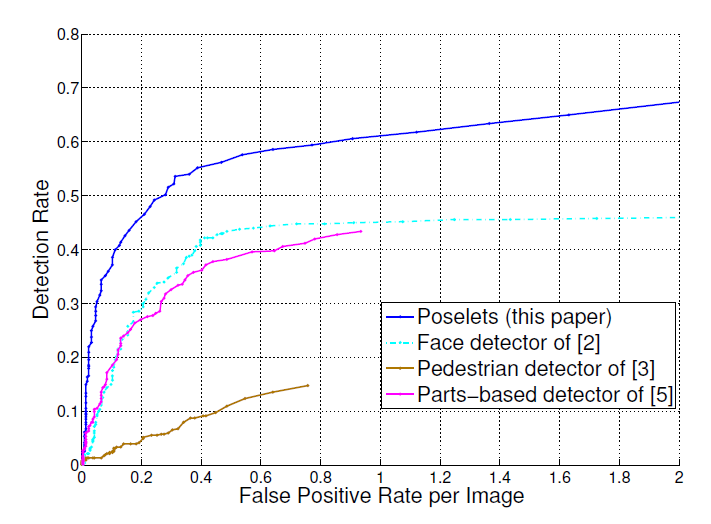 0.8
0.7
0.6
0.5
0.4
0.3
0.2
0.1
0
Detection Rate
Poselets (this paper)
Face detector of [2]
Pedestrian detector of [3]
Parts−based detector of [5]
0 0.2 0.4 0.6 0.8 1 1.2 1.4 1.6 1.8 2
False Positive Rate per Image